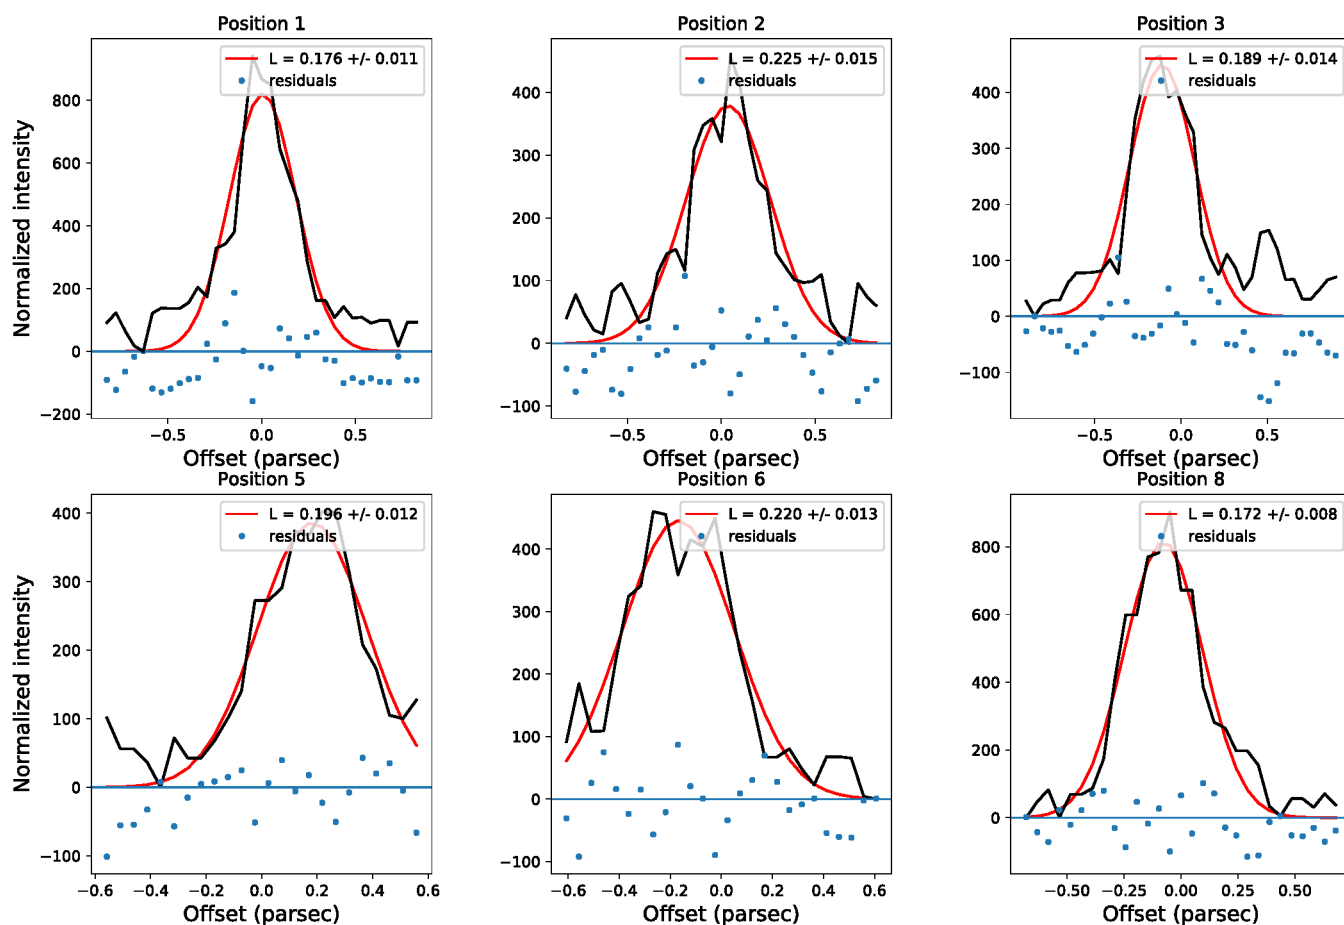 Position 1
L = 0.176 +/- 0.011
residuals
Normalized intensity
800
600
400
200
0
−200
−0.5
0.0
0.5
Offset (parsec)
Position 2
L = 0.225 +/- 0.015
residuals
400
300
200
100
0
−100
−0.5
0.0
0.5
Offset (parsec)
Position 3
L = 0.189 +/- 0.014
residuals
400
300
200
100
0
−100
−0.5
0.0
0.5
Offset (parsec)
Position 5
L = 0.196 +/- 0.012
residuals
Normalized intensity
400
300
200
100
0
−100
−0.6
−0.4
−0.2
0.0
0.2
0.4
0.6
Offset (parsec)
Position 6
L = 0.220 +/- 0.013
residuals
400
300
200
100
0
−100
−0.6
−0.4
−0.2
0.0
0.2
0.4
0.6
Offset (parsec)
Position 8
L = 0.172 +/- 0.008
residuals
800
600
400
200
0
−0.50
−0.25
0.00
0.25
0.50
Offset (parsec)